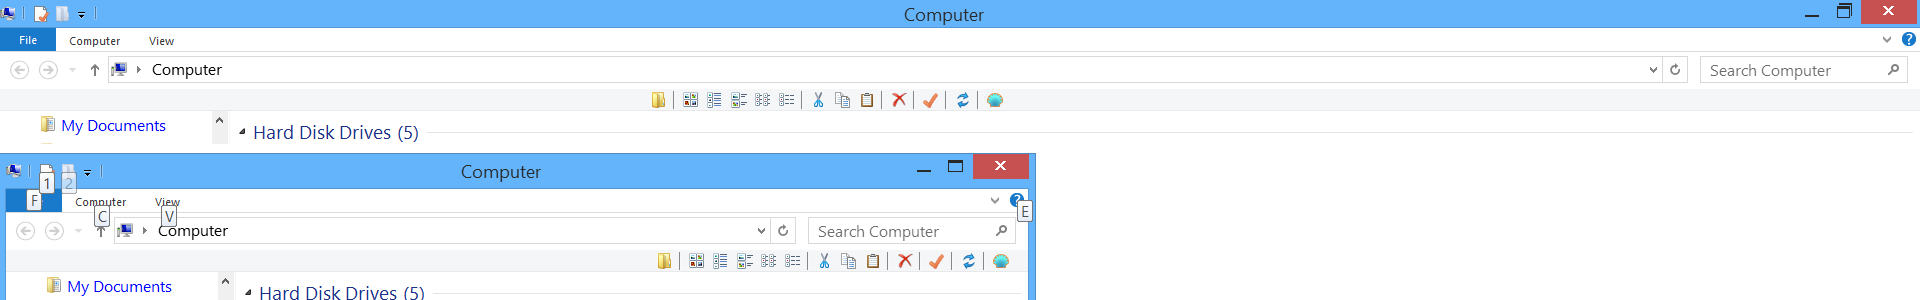 Computer
File Computer View
Computer Search Computer
My Documents Hard Disk Drives (5)
Computer
1 2
F Computer View
C V E
Computer Search Computer
My Documents Hard Disk Drives (5)